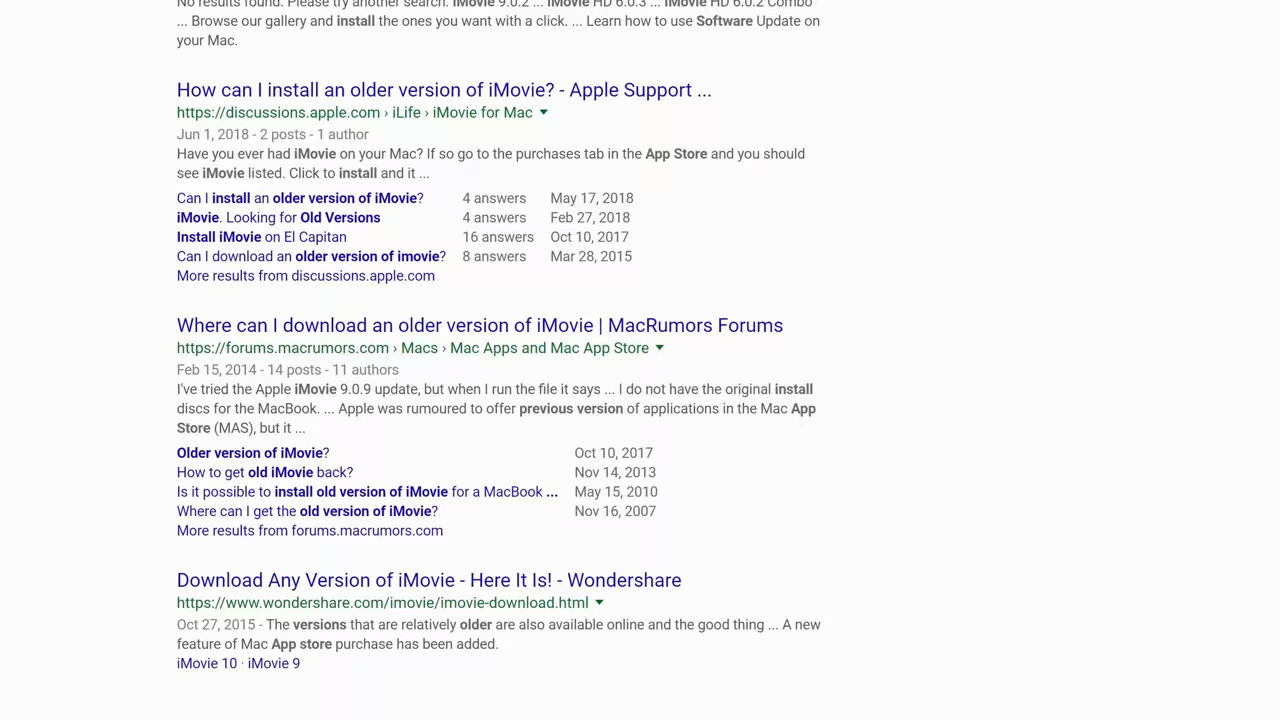 No results found. Please try another search. iMovie 9.0.2 ... iMovie HD 6.0.3 ... iMovie HD 6.0.2 Combo
... Browse our gallery and install the ones you want with a click. ... Learn how to use Software Update on
your Mac.
How can I install an older version of iMovie? - Apple Support ...
https://discussions.apple.com › iLife › iMovie for Mac
Jun 1, 2018 - 2 posts - 1 author
Have you ever had iMovie on your Mac? If so go to the purchases tab in the App Store and you should
see iMovie listed. Click to install and it ...
Can I install an older version of iMovie? 4 answers May 17, 2018
iMovie. Looking for Old Versions 4 answers Feb 27, 2018
Install iMovie on El Capitan 16 answers Oct 10, 2017
Can I download an older version of imovie? 8 answers Mar 28, 2015
More results from discussions.apple.com
Where can I download an older version of iMovie | MacRumors Forums
https://forums.macrumors.com › Macs › Mac Apps and Mac App Store
Feb 15, 2014 - 14 posts - 11 authors
I've tried the Apple iMovie 9.0.9 update, but when I run the file it says ... I do not have the original install
discs for the MacBook. ... Apple was rumoured to offer previous version of applications in the Mac App
Store (MAS), but it ...
Older version of iMovie? Oct 10, 2017
How to get old iMovie back? Nov 14, 2013
Is it possible to install old version of iMovie for a MacBook ... May 15, 2010
Where can I get the old version of iMovie? Nov 16, 2007
More results from forums.macrumors.com
Download Any Version of iMovie - Here It Is! - Wondershare
https://www.wondershare.com/imovie/imovie-download.html
Oct 27, 2015 - The versions that are relatively older are also available online and the good thing ... A new
feature of Mac App store purchase has been added.
iMovie 10 · iMovie 9